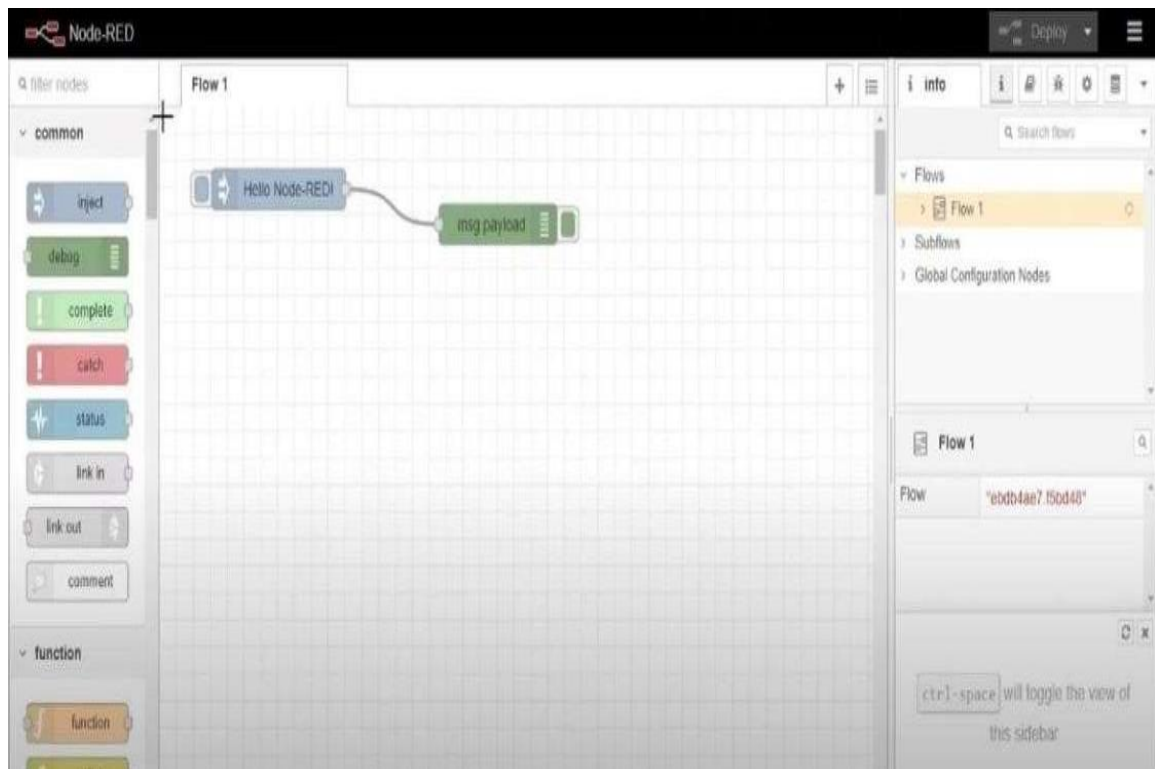 Node-RED
Deploy
filter nodes
Flow 1
i info
Search flows
common
inject
debug
complete
catch
status
link in
link out
comment
function
function
Hello Node-RED!
msg payload
Flows
Flow 1
Subflows
Global Configuration Nodes
Flow 1
Flow "ebdb4ae7.f5bd48"
ctrl-space will toggle the view of
this sidebar